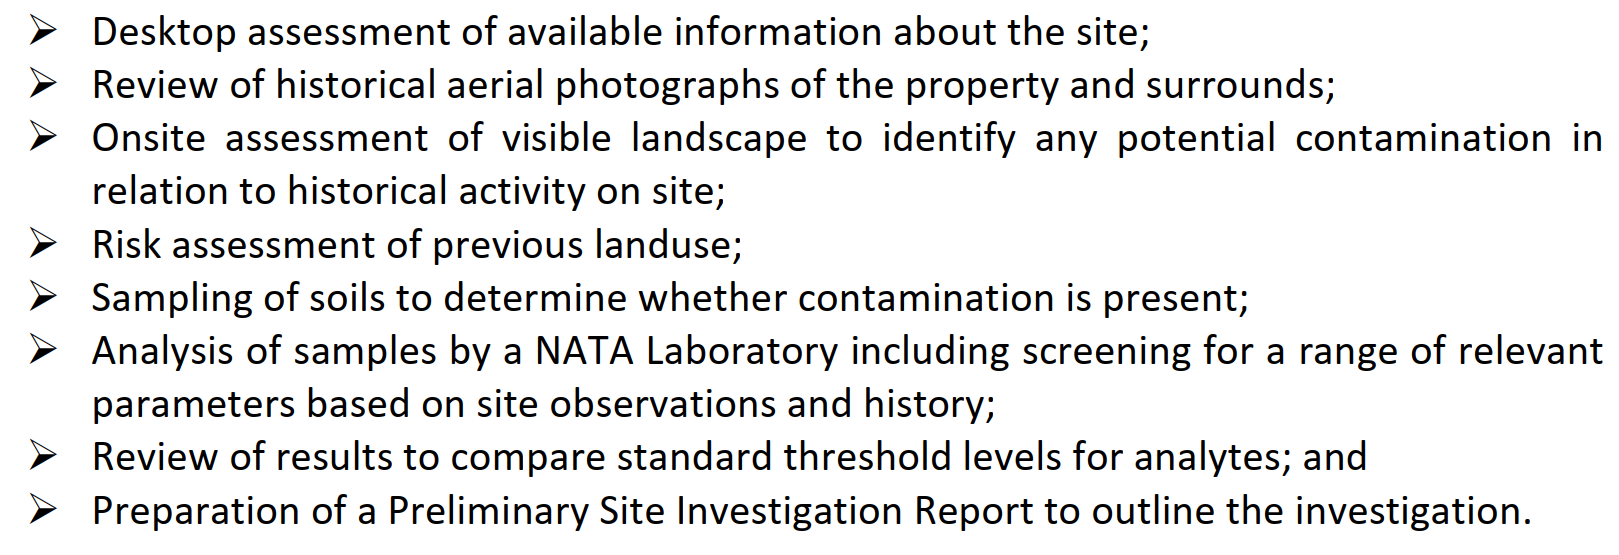 ➢ Desktop assessment of available information about the site;
➢ Review of historical aerial photographs of the property and surrounds;
➢ Onsite assessment of visible landscape to identify any potential contamination in
relation to historical activity on site;
➢ Risk assessment of previous landuse;
➢ Sampling of soils to determine whether contamination is present;
➢ Analysis of samples by a NATA Laboratory including screening for a range of relevant
parameters based on site observations and history;
➢ Review of results to compare standard threshold levels for analytes; and
➢ Preparation of a Preliminary Site Investigation Report to outline the investigation.